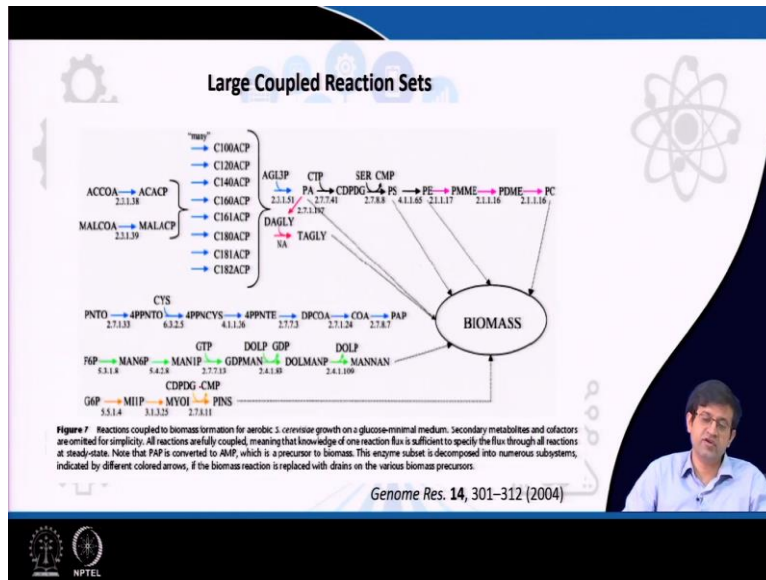 Large Coupled Reaction Sets
"many"
C100ACP
C120ACP
C140ACP
C160ACP
C161ACP
C180ACP
C181ACP
C182ACP
ACCOA ACACP
2.3.1.38
MALCOA MALACP
2.3.1.39
AGL3P CTP SER CMP
PA CDPDG PS PE PMME PDME PC
2.3.1.51 2.7.7.41 2.7.8.8 4.1.1.65 2.1.1.17 2.1.1.16 2.1.1.16
2.7.1.107
DAGLY
TAGLY
NA
BIOMASS
CYS
PNTO 4PPNTO 4PPNCYS 4PPNTE DPCOA COA PAP
2.7.1.33 6.3.2.5 4.1.1.36 2.7.7.3 2.7.1.24 2.7.8.7
GTP DOLP GDP DOLP
F6P MAN6P MAN1P GDPMAN DOLMANP MANNAN
5.3.1.8 5.4.2.8 2.7.7.13 2.4.1.83 2.4.1.109
CDPDG CMP
G6P MI1P MYOI PINS
5.5.1.4 3.1.3.25 2.7.8.11
Figure 7 Reactions coupled to biomass formation for aerobic S. cerevisiae growth on a glucose-minimal medium. Secondary metabolites and cofactors
are omitted for simplicity. All reactions are fully coupled, meaning that knowledge of one reaction flux is sufficient to specify the flux through all reactions
at steady-state. Note that PAP is converted to AMP, which is a precursor to biomass. This enzyme subset is decomposed into numerous subsystems,
indicated by different colored arrows, if the biomass reaction is replaced with drains on the various biomass precursors.
Genome Res. 14, 301–312 (2004)
NPTEL